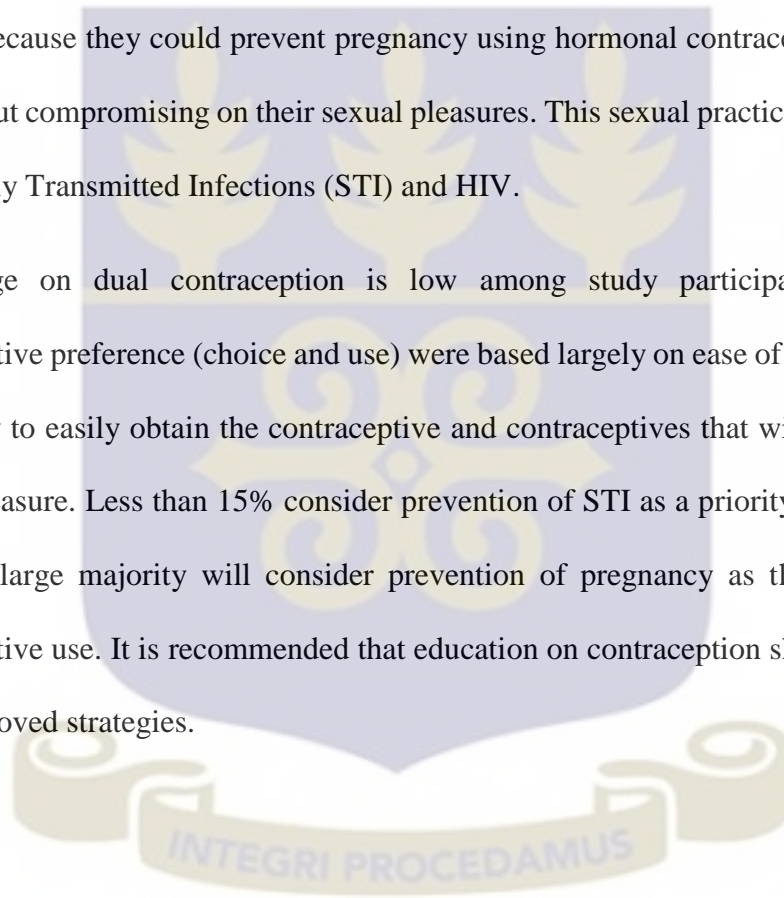 ecause they could prevent pregnancy using hormonal contrace
ut compromising on their sexual pleasures. This sexual practic
y Transmitted Infections (STI) and HIV.
ge on dual contraception is low among study participa
tive preference (choice and use) were based largely on ease of
to easily obtain the contraceptive and contraceptives that wi
easure. Less than 15% consider prevention of STI as a priority
large majority will consider prevention of pregnancy as th
tive use. It is recommended that education on contraception s
oved strategies.
INTEGRI PROCEDAMUS